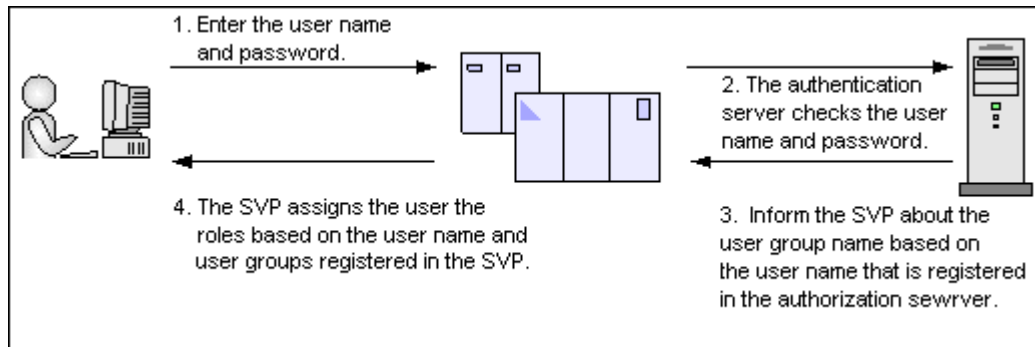 1. Enter the user name
and password.
2. The authentication
server checks the user
name and password.
3. Inform the SVP about the
user group name based on
the user name that is registered
in the authorization sewrver.
4. The SVP assigns the user the
roles based on the user name and
user groups registered in the SVP.